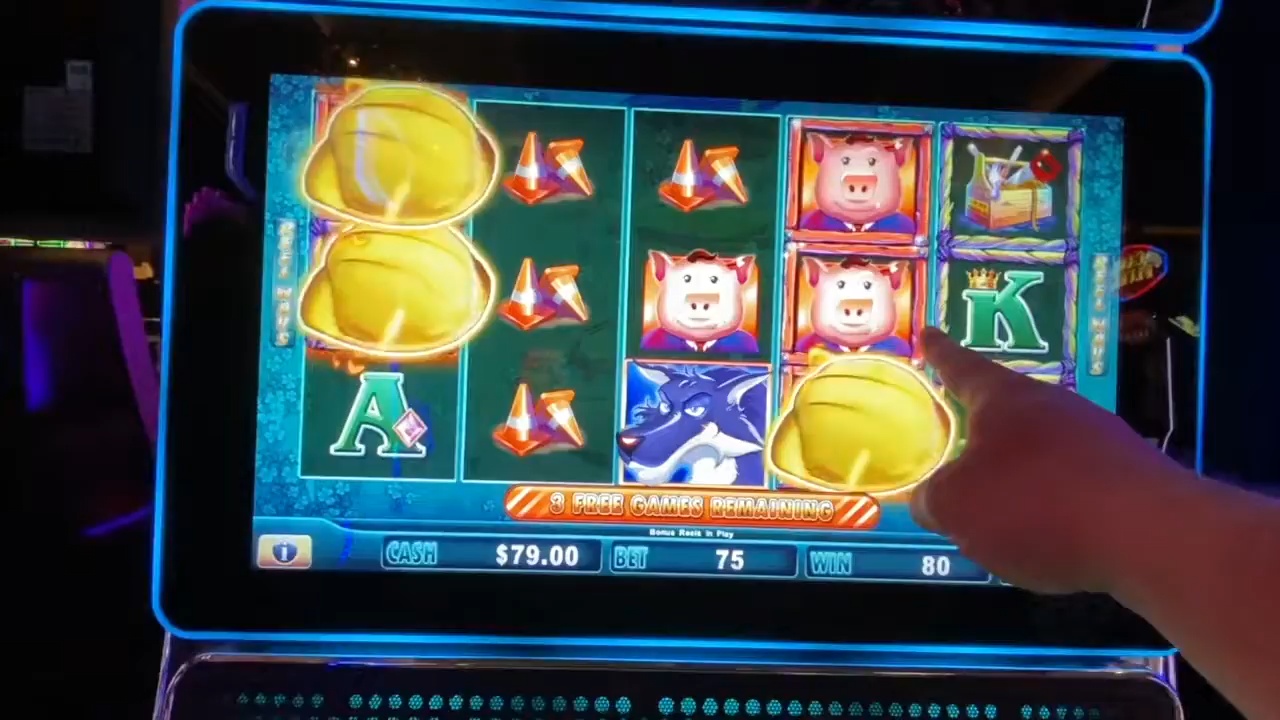 A
K
3 FREE GAMES REMAINING
Bonus Reels In Play
i CASH $79.00 BET 75 WIN 80